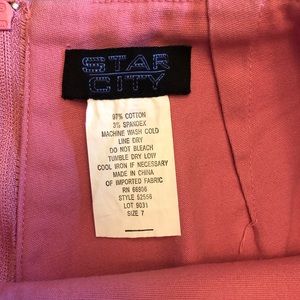 STAR
CITY
97% COTTON
3% SPANDEX
MACHINE WASH COLD
LINE DRY
DO NOT BLEACH
TUMBLE DRY LOW
COOL IRON IF NECESSARY
MADE IN CHINA
OF IMPORTED FABRIC
RN 66906
STYLE 52556
LOT 9031
SIZE 7